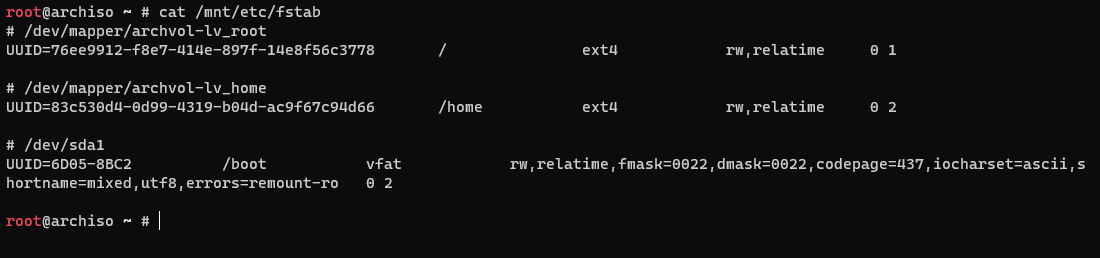 root@archiso ~ # cat /mnt/etc/fstab
# /dev/mapper/archvol-lv_root
UUID=76ee9912-f8e7-414e-897f-14e8f56c3778 / ext4 rw,relatime 0 1
# /dev/mapper/archvol-lv_home
UUID=83c530d4-0d99-4319-b04d-ac9f67c94d66 /home ext4 rw,relatime 0 2
# /dev/sda1
UUID=6D05-8BC2 /boot vfat rw,relatime,fmask=0022,dmask=0022,codepage=437,iocharset=ascii,s
hortname=mixed,utf8,errors=remount-ro 0 2
root@archiso ~ #